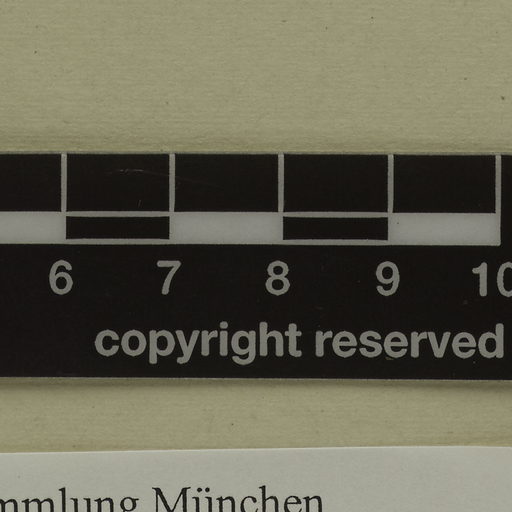 6 7 8 9 10
copyright reserved
mmlung München